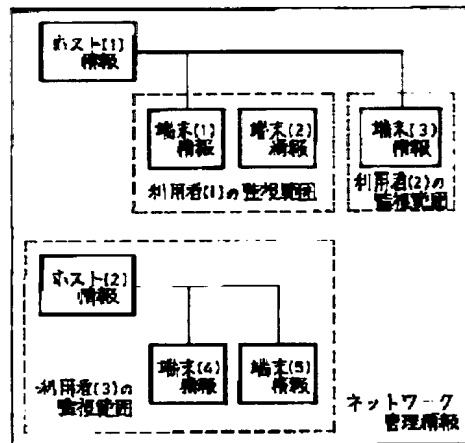 ホスト(1)
情報
端末(1)
情報
端末(2)
情報
端末(3)
情報
利用者(1)の監視範囲
利用者(2)の
監視範囲
ホスト(2)
情報
端末(4)
情報
端末(5)
情報
利用者(3)の
監視範囲
ネットワーク
管理情報